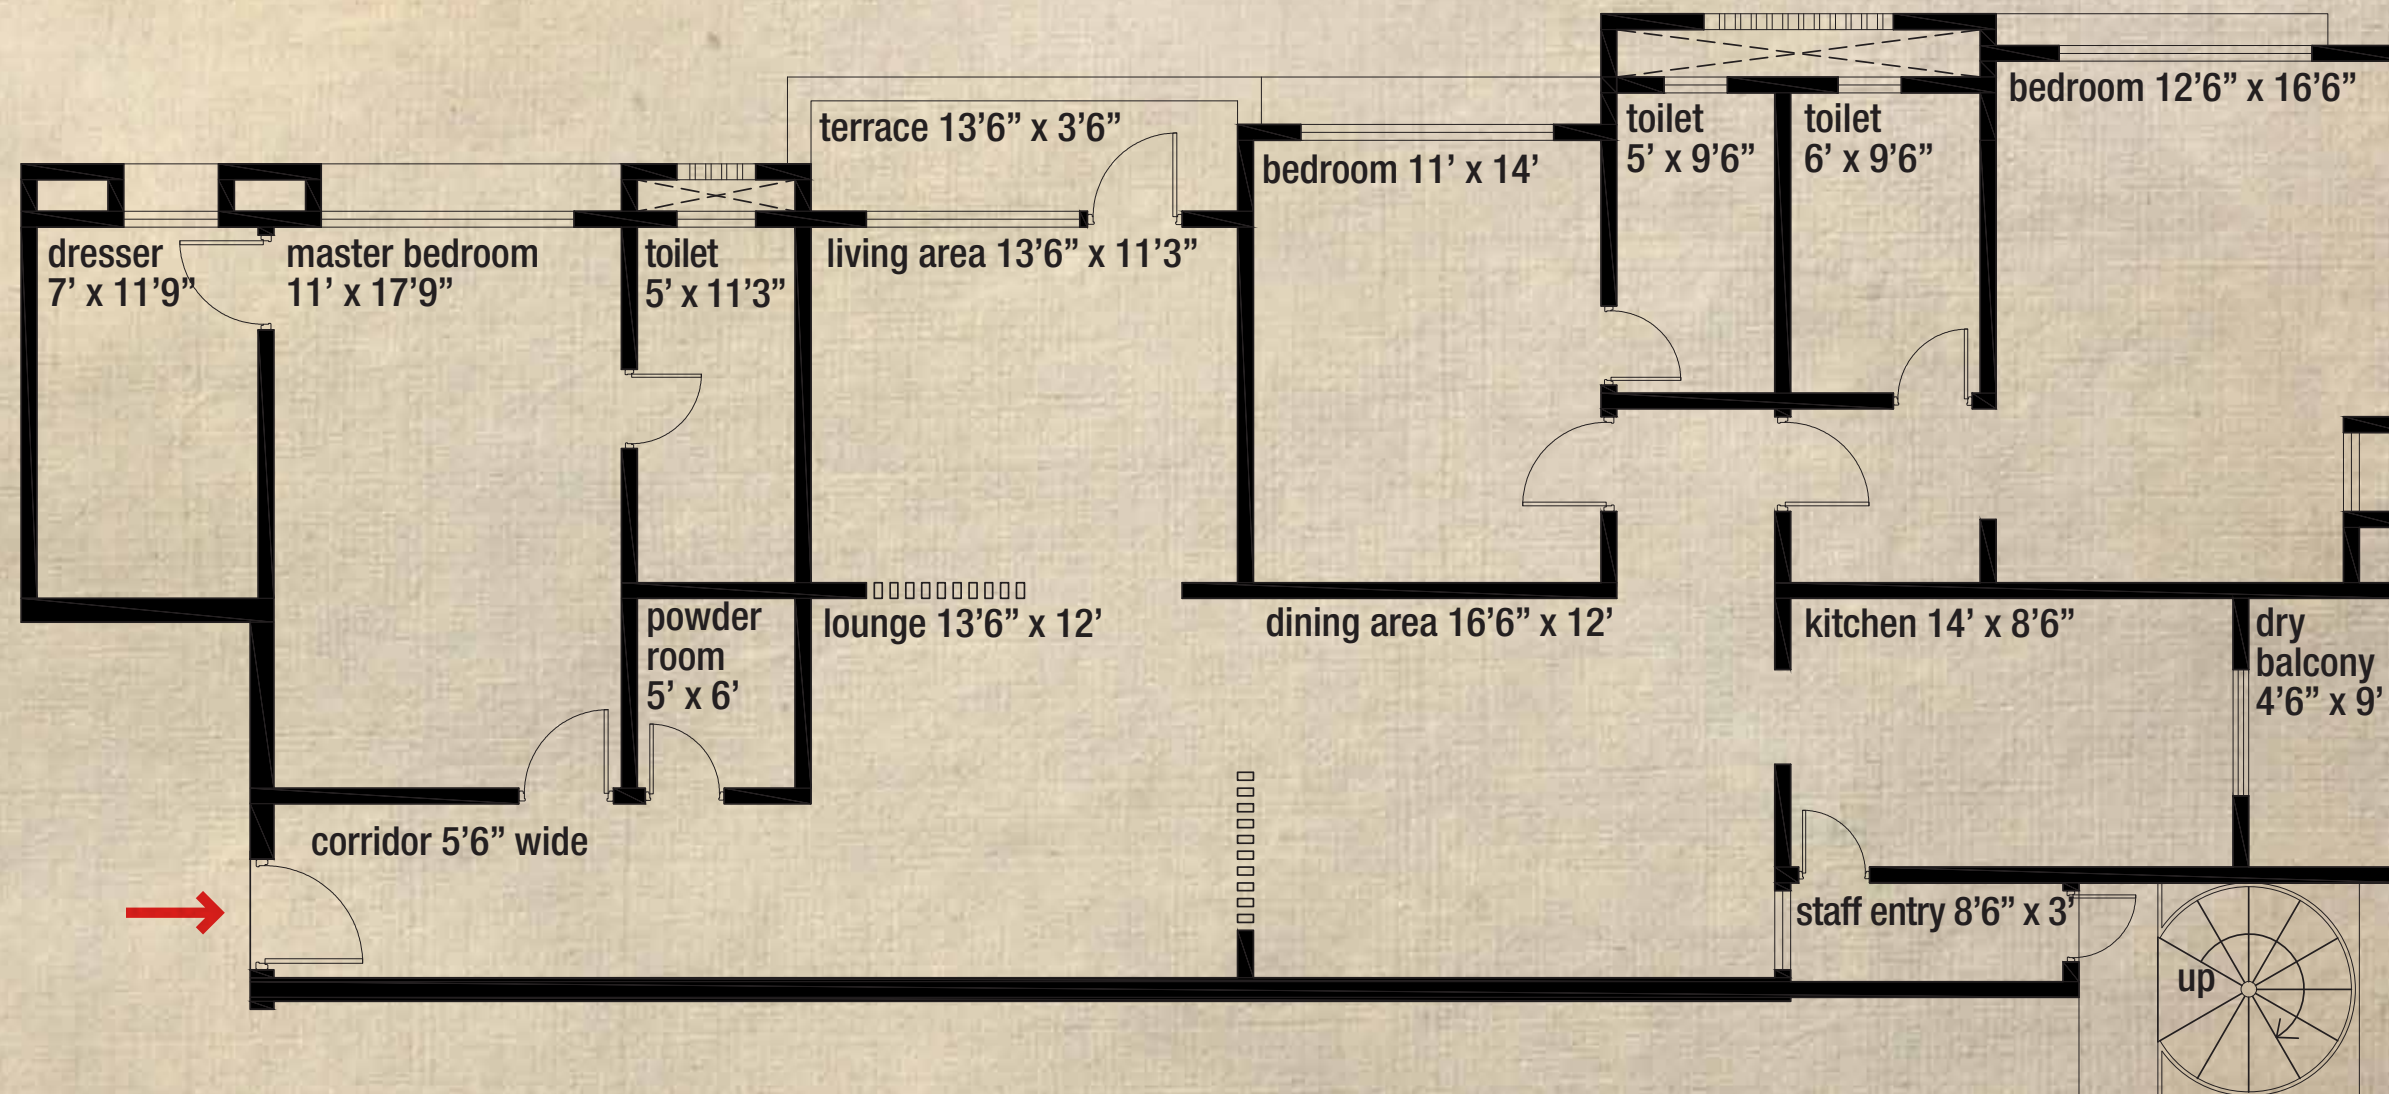 bedroom 12’6” x 16’6”
terrace 13’6” x 3’6”
toilet
5’ x 9’6”
toilet
6’ x 9’6”
bedroom 11’ x 14’
dresser
7’ x 11’9”
master bedroom
11’ x 17’9”
toilet
5’ x 11’3”
living area 13’6” x 11’3”
powder
room
5’ x 6’
lounge 13’6” x 12’
dining area 16’6” x 12’
kitchen 14’ x 8’6”
dry
balcony
4’6” x 9’
corridor 5’6” wide
staff entry 8’6” x 3’
up